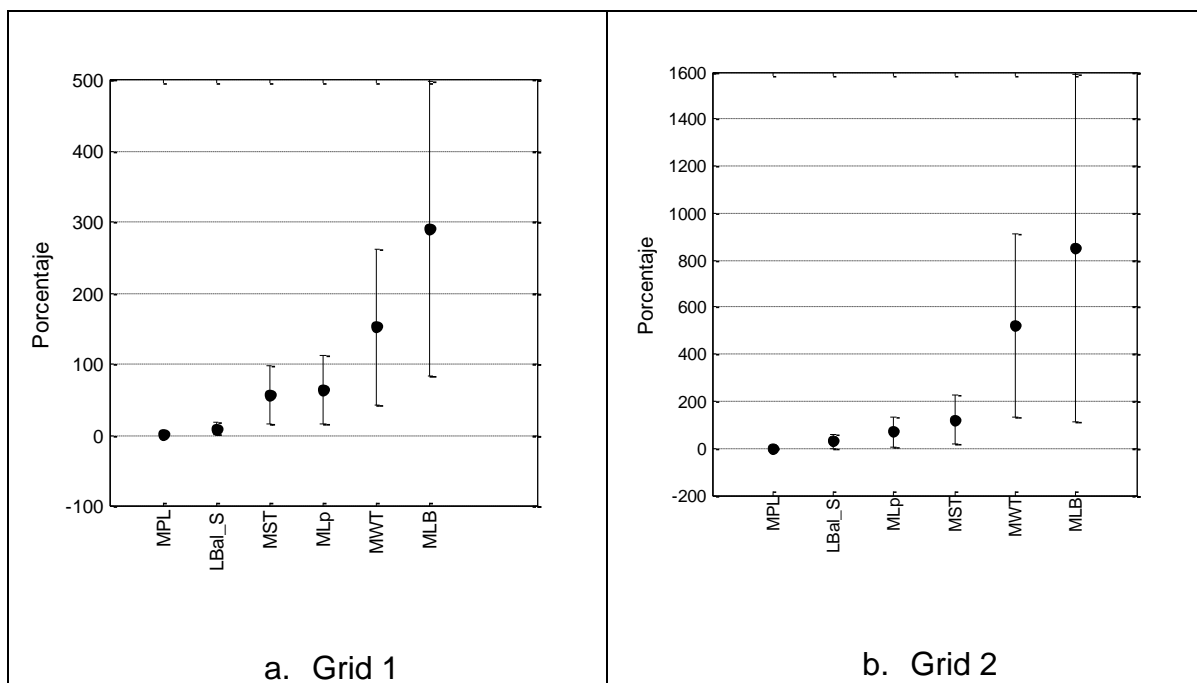 500
400
300
200
100
0
-100
Porcentaje
MPL
LBal_S
MST
MLp
MWT
MLB
a. Grid 1
1600
1400
1200
1000
800
600
400
200
0
-200
Porcentaje
MPL
LBal_S
MLp
MST
MWT
MLB
b. Grid 2